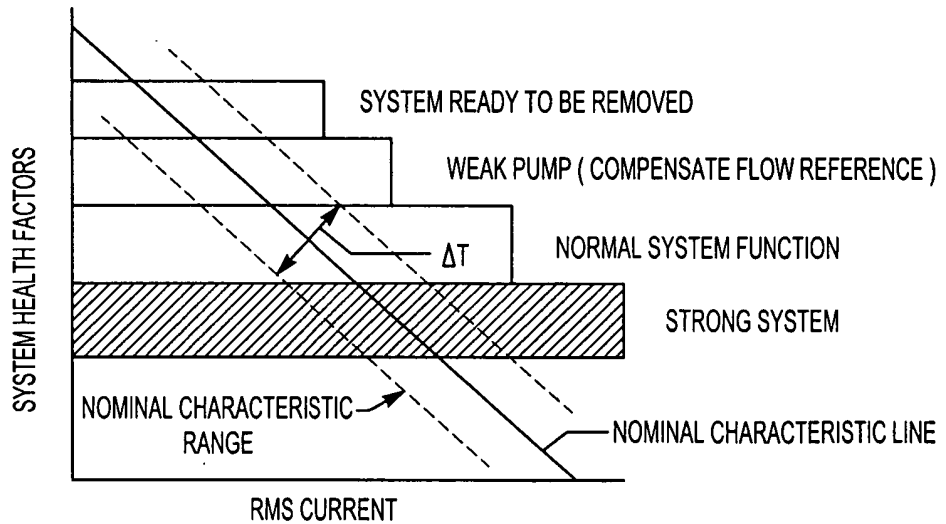 SYSTEM HEALTH FACTORS
SYSTEM READY TO BE REMOVED
WEAK PUMP ( COMPENSATE FLOW REFERENCE )
ΔT
NORMAL SYSTEM FUNCTION
STRONG SYSTEM
NOMINAL CHARACTERISTIC
RANGE
NOMINAL CHARACTERISTIC LINE
RMS CURRENT